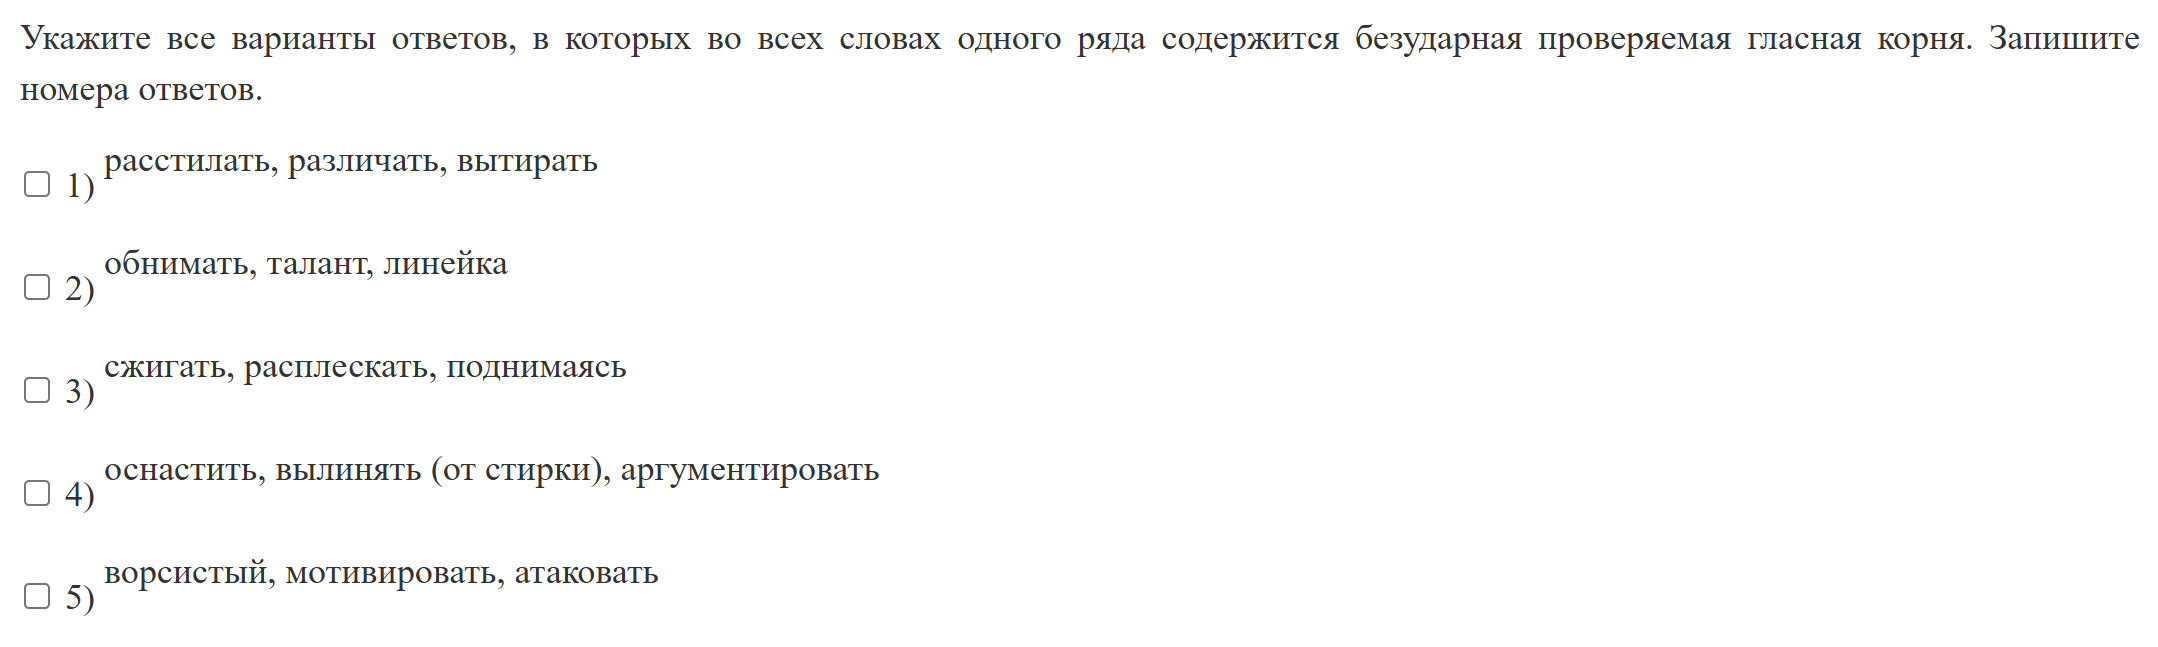 Укажите все варианты ответов, в которых во всех словах одного ряда содержится безударная проверяемая гласная корня. Запишите
номера ответов.
1) расстилать, различать, вытирать
2) обнимать, талант, линейка
3) сжигать, расплескать, поднимаясь
4) оснастить, вылинять (от стирки), аргументировать
5) ворсистый, мотивировать, атаковать